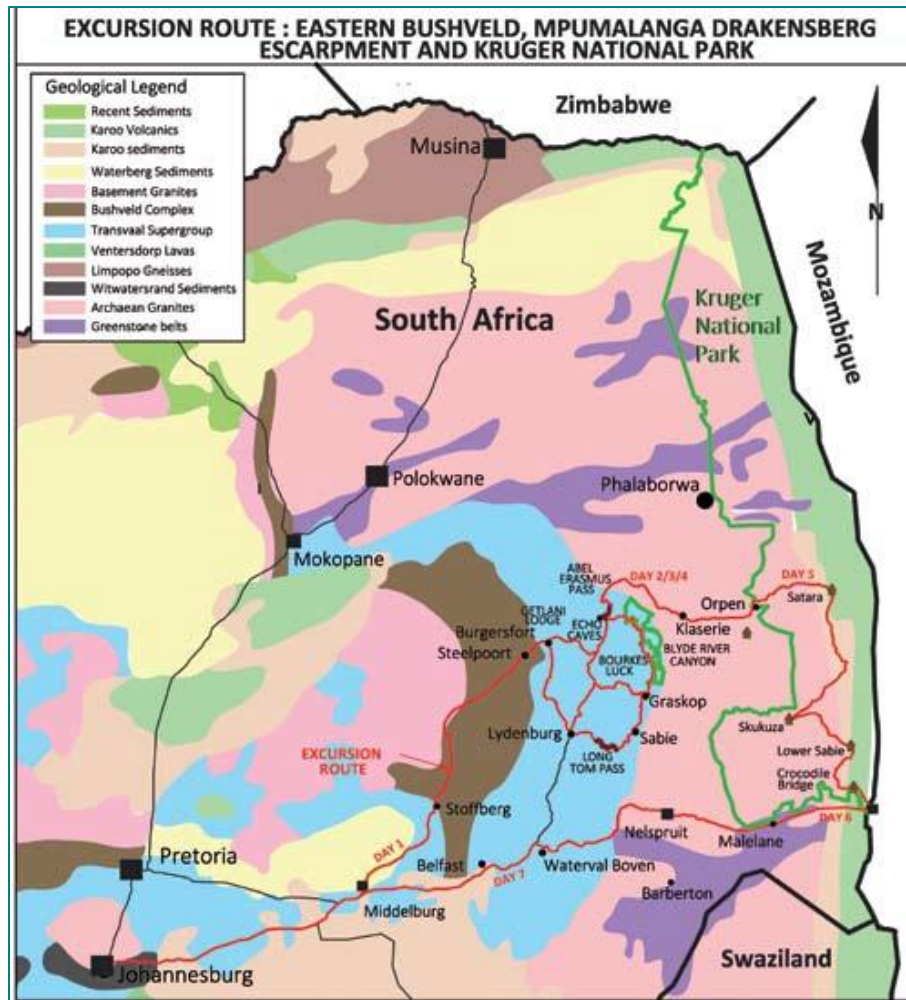 EXCURSION ROUTE : EASTERN BUSHVELD, MPUMALANGA DRAKENSBERG
ESCARPMENT AND KRUGER NATIONAL PARK
Geological Legend
Recent Sediments
Karoo Volcanics
Karoo sediments
Waterberg Sediments
Basement Granites
Bushveld Complex
Transvaal Supergroup
Ventersdorp Lavas
Limpopo Gneisses
Witwatersrand Sediments
Archaean Granites
Greenstone belts
Zimbabwe
Musina
N
Mozambique
Kruger
National
Park
South Africa
Polokwane
Phalaborwa
Mokopane
ABEL
ERASMUS
PASS
DAY 2/3/4
DAY 5
Satara
Orpen
Klaserie
GETLANI
LODGE
ECHO
CAVES
Burgersfort
Steelpoort
BLYDE RIVER
CANYON
BOURKES
LUCK
Graskop
Skukuza
Lydenburg
Sabie
LONG
TOM PASS
Lower Sabie
EXCURSION
ROUTE
Crocodile
Bridge
Stoffberg
DAY 6
Nelspruit
Malelane
Pretoria
DAY 1
Belfast
DAY 7
Waterval Boven
Barberton
Middelburg
Johannesburg
Swaziland